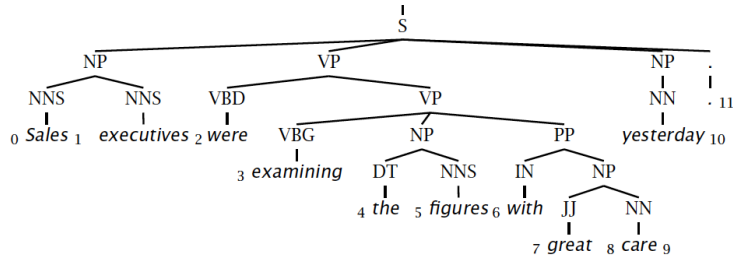 S
NP VP NP .
NNS NNS VBD VP NN
0 Sales 1 executives 2 were VBG NP PP yesterday 10 . 11
3 examining DT NNS IN NP
4 the 5 figures 6 with JJ NN
7 great 8 care 9